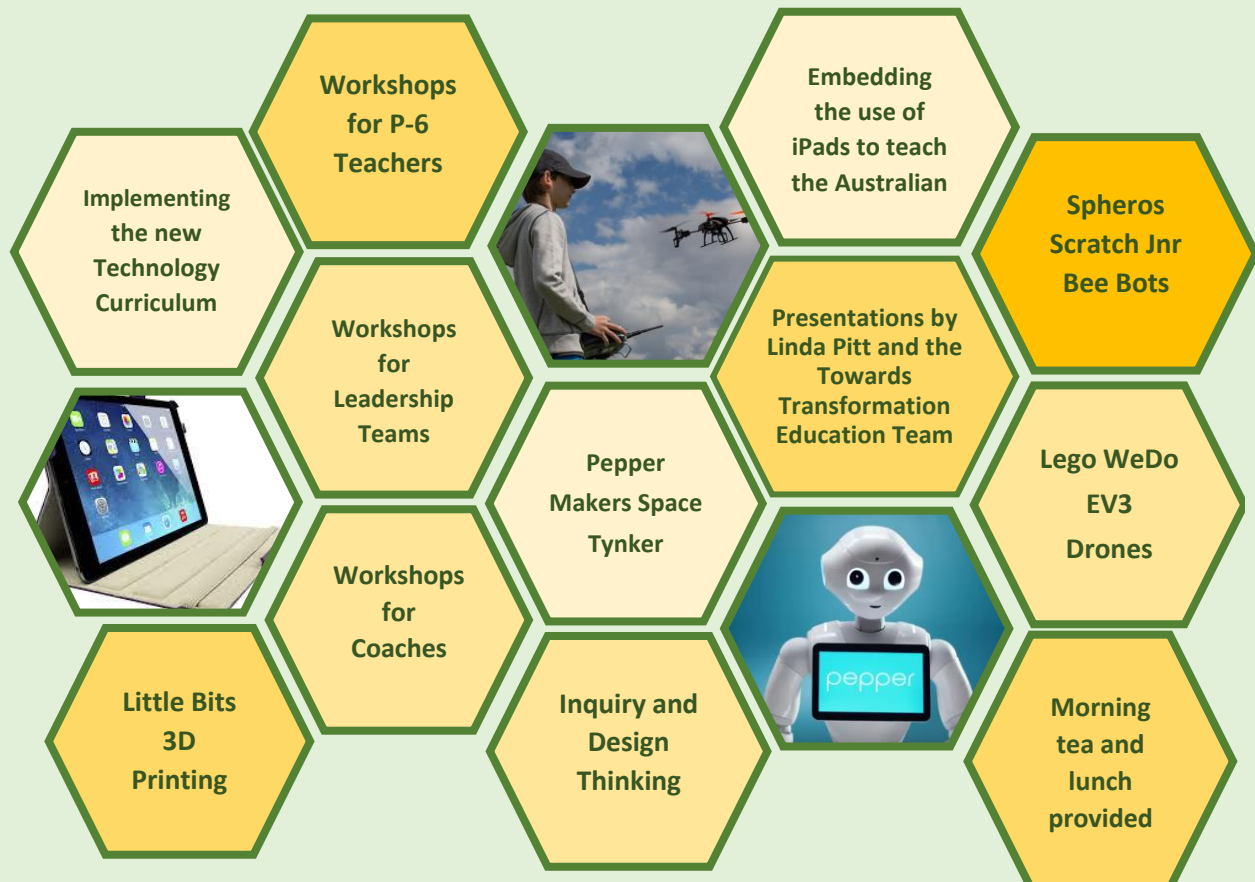 Workshops
for P-6
Teachers
Embedding
the use of
iPads to teach
the Australian
Implementing
the new
Technology
Curriculum
Spheros
Scratch Jnr
Bee Bots
Workshops
for
Leadership
Teams
Presentations by
Linda Pitt and the
Towards
Transformation
Education Team
Pepper
Makers Space
Tynker
Lego WeDo
EV3
Drones
Workshops
for
Coaches
pepper
Little Bits
3D
Printing
Inquiry and
Design
Thinking
Morning
tea and
lunch
provided